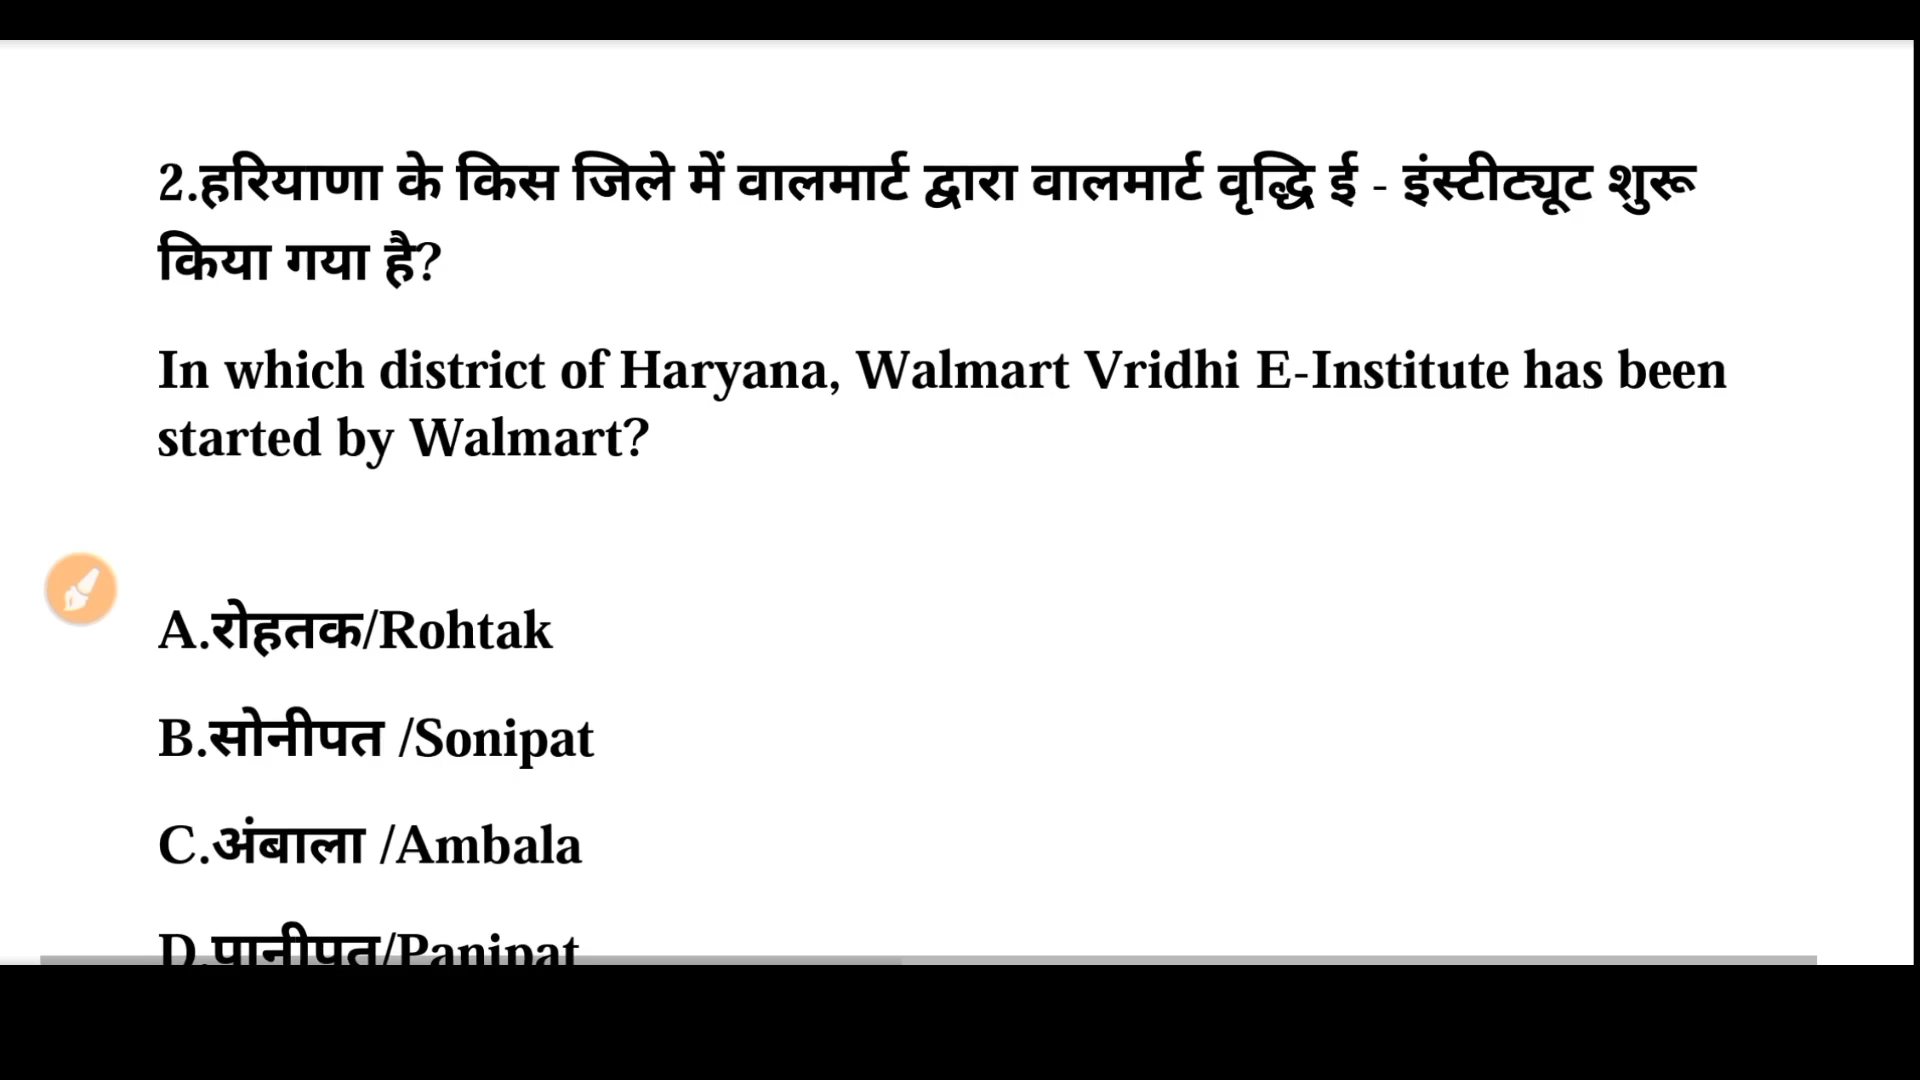 2.हरियाणा के किस जिले में वालमार्ट द्वारा वालमार्ट वृद्धि ई - इंस्टीट्यूट शुरू
किया गया है?
In which district of Haryana, Walmart Vridhi E-Institute has been
started by Walmart?
A.रोहतक/Rohtak
B.सोनीपत /Sonipat
C.अंबाला /Ambala
D.पानीपत/Panipat